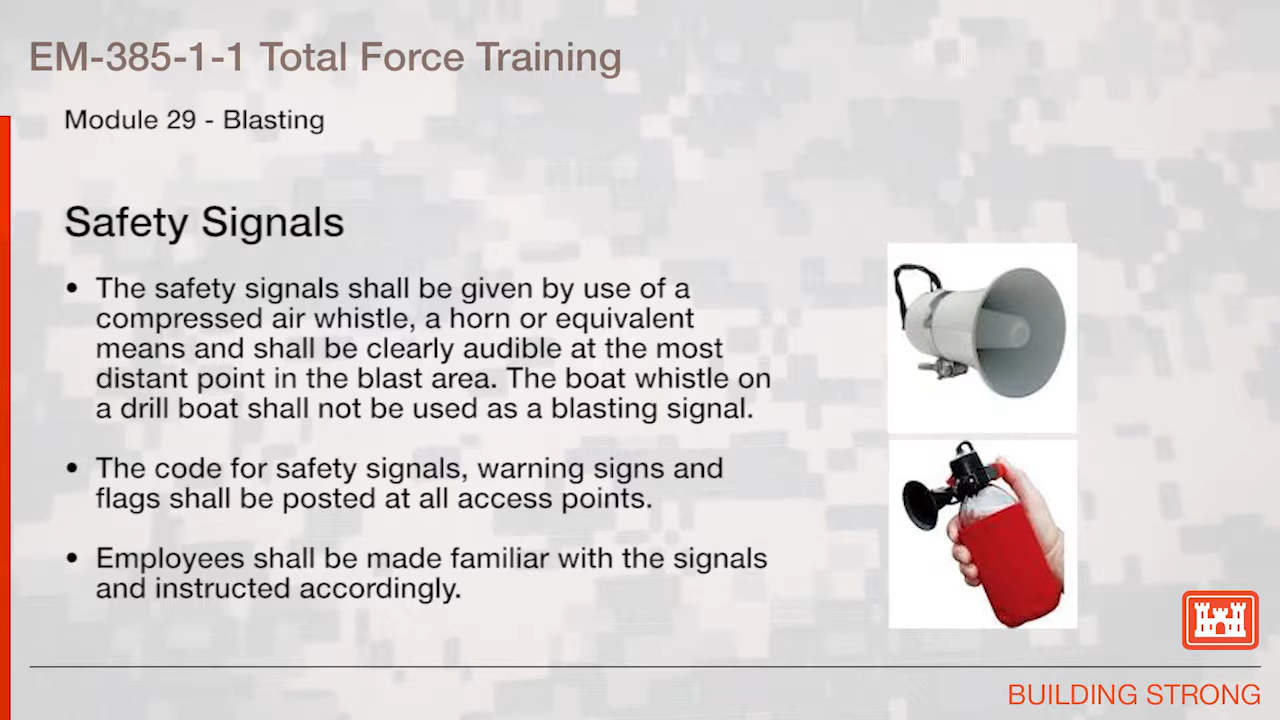 EM-385-1-1 Total Force Training
Module 29 - Blasting
Safety Signals
• The safety signals shall be given by use of a
compressed air whistle, a horn or equivalent
means and shall be clearly audible at the most
distant point in the blast area. The boat whistle on
a drill boat shall not be used as a blasting signal.
• The code for safety signals, warning signs and
flags shall be posted at all access points.
• Employees shall be made familiar with the signals
and instructed accordingly.
BUILDING STRONG